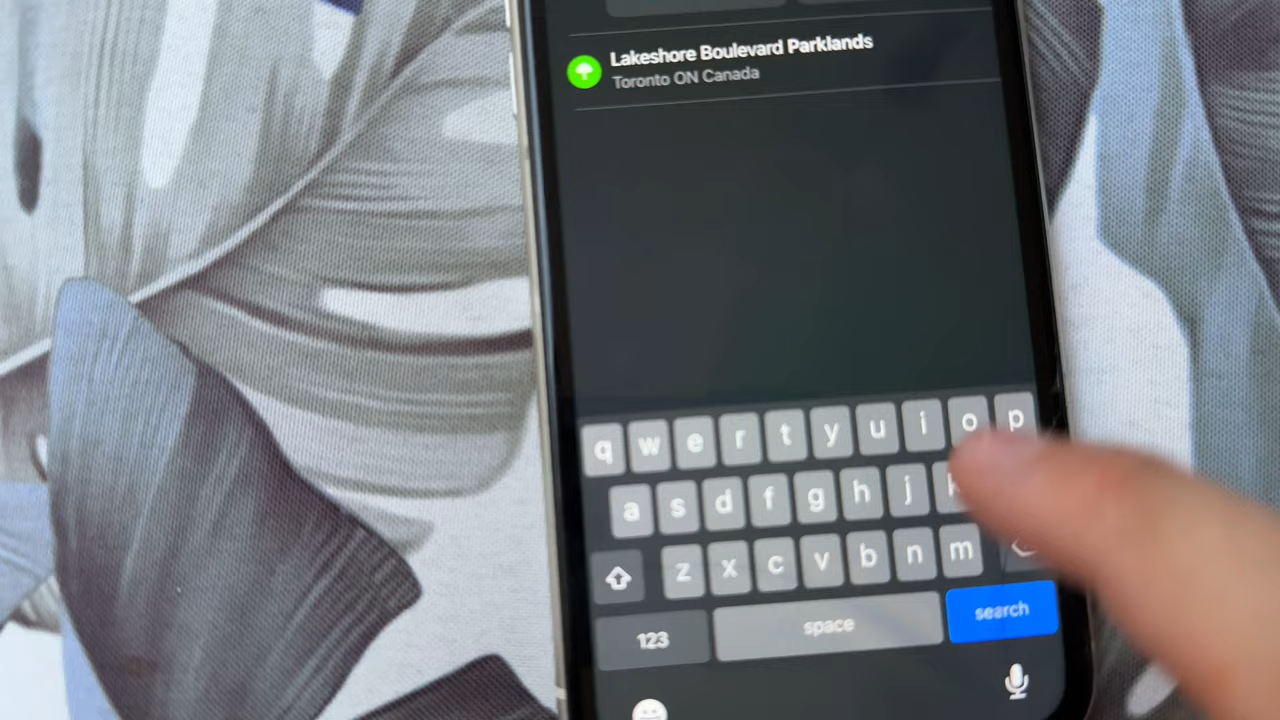 Lakeshore Boulevard Parklands
Toronto ON Canada
q w e r t y u i o p
a s d f g h j k
z x c v b n m
123 space search